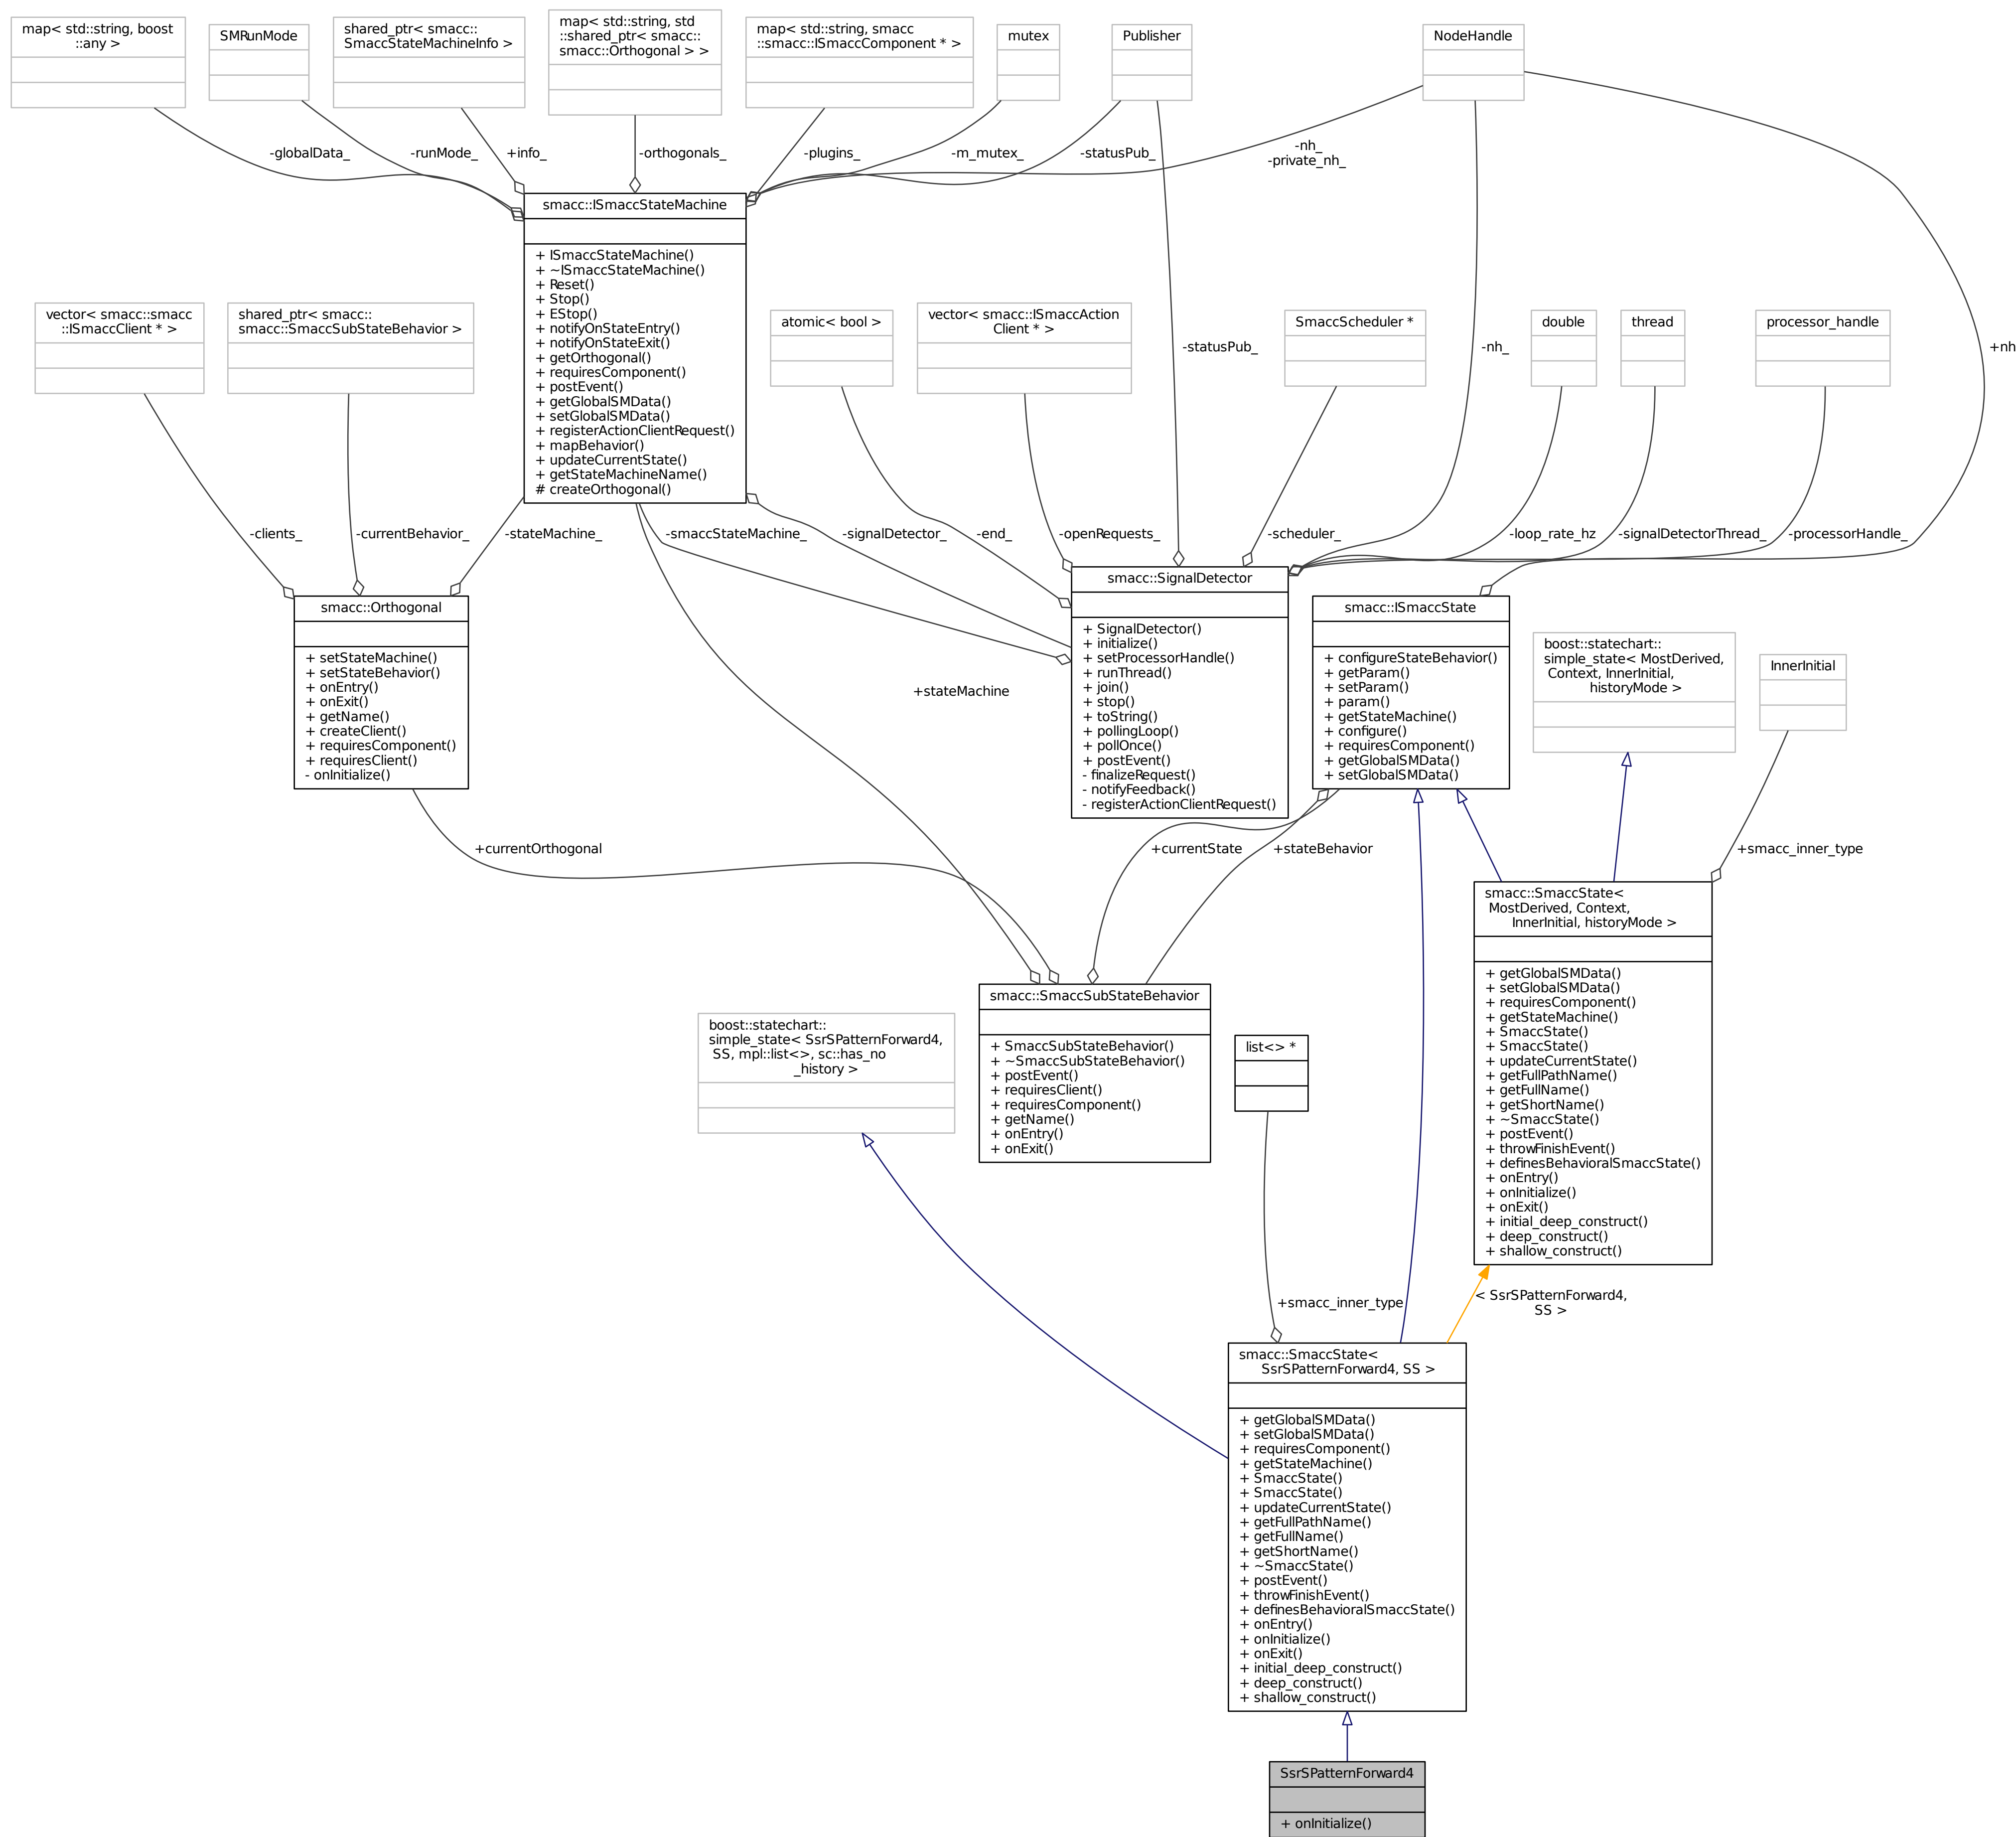 map< std::string, boost
::any >
SMRunMode
shared_ptr< smacc::
SmaccStateMachineInfo >
map< std::string, std
::shared_ptr< smacc::
smacc::Orthogonal > >
map< std::string, smacc
::smacc::ISmaccComponent * >
mutex
Publisher
NodeHandle
-globalData_
-runMode_
+info_
-orthogonals_
-plugins_
-m_mutex_
-statusPub_
-nh_
-private_nh_
smacc::ISmaccStateMachine
+ ISmaccStateMachine()
+ ~ISmaccStateMachine()
+ Reset()
+ Stop()
+ EStop()
+ notifyOnStateEntry()
+ notifyOnStateExit()
+ getOrthogonal()
+ requiresComponent()
+ postEvent()
+ getGlobalSMData()
+ setGlobalSMData()
+ registerActionClientRequest()
+ mapBehavior()
+ updateCurrentState()
+ getStateMachineName()
# createOrthogonal()
vector< smacc::smacc
::ISmaccClient * >
shared_ptr< smacc::
smacc::SmaccSubStateBehavior >
atomic< bool >
vector< smacc::ISmaccAction
Client * >
SmaccScheduler *
double
thread
processor_handle
-statusPub_
-nh_
+nh
-clients_
-currentBehavior_
-stateMachine_
-smaccStateMachine_
-signalDetector_
-end_
-openRequests_
-scheduler_
-loop_rate_hz
-signalDetectorThread_
-processorHandle_
smacc::Orthogonal
+ setStateMachine()
+ setStateBehavior()
+ onEntry()
+ onExit()
+ getName()
+ createClient()
+ requiresComponent()
+ requiresClient()
- onInitialize()
smacc::SignalDetector
+ SignalDetector()
+ initialize()
+ setProcessorHandle()
+ runThread()
+ join()
+ stop()
+ toString()
+ pollingLoop()
+ pollOnce()
+ postEvent()
- finalizeRequest()
- notifyFeedback()
- registerActionClientRequest()
smacc::ISmaccState
+ configureStateBehavior()
+ getParam()
+ setParam()
+ param()
+ getStateMachine()
+ configure()
+ requiresComponent()
+ getGlobalSMData()
+ setGlobalSMData()
boost::statechart::
simple_state< MostDerived,
Context, InnerInitial,
historyMode >
InnerInitial
+stateMachine
+currentOrthogonal
+currentState
+stateBehavior
+smacc_inner_type
smacc::SmaccState<
MostDerived, Context,
InnerInitial, historyMode >
+ getGlobalSMData()
+ setGlobalSMData()
+ requiresComponent()
+ getStateMachine()
+ SmaccState()
+ SmaccState()
+ updateCurrentState()
+ getFullPathName()
+ getFullName()
+ getShortName()
+ ~SmaccState()
+ postEvent()
+ throwFinishEvent()
+ definesBehavioralSmaccState()
+ onEntry()
+ onInitialize()
+ onExit()
+ initial_deep_construct()
+ deep_construct()
+ shallow_construct()
smacc::SmaccSubStateBehavior
+ SmaccSubStateBehavior()
+ ~SmaccSubStateBehavior()
+ postEvent()
+ requiresClient()
+ requiresComponent()
+ getName()
+ onEntry()
+ onExit()
boost::statechart::
simple_state< SsrSPatternForward4,
SS, mpl::list<>, sc::has_no
_history >
list<> *
+smacc_inner_type
< SsrSPatternForward4,
SS >
smacc::SmaccState<
SsrSPatternForward4, SS >
+ getGlobalSMData()
+ setGlobalSMData()
+ requiresComponent()
+ getStateMachine()
+ SmaccState()
+ SmaccState()
+ updateCurrentState()
+ getFullPathName()
+ getFullName()
+ getShortName()
+ ~SmaccState()
+ postEvent()
+ throwFinishEvent()
+ definesBehavioralSmaccState()
+ onEntry()
+ onInitialize()
+ onExit()
+ initial_deep_construct()
+ deep_construct()
+ shallow_construct()
SsrSPatternForward4
+ onInitialize()